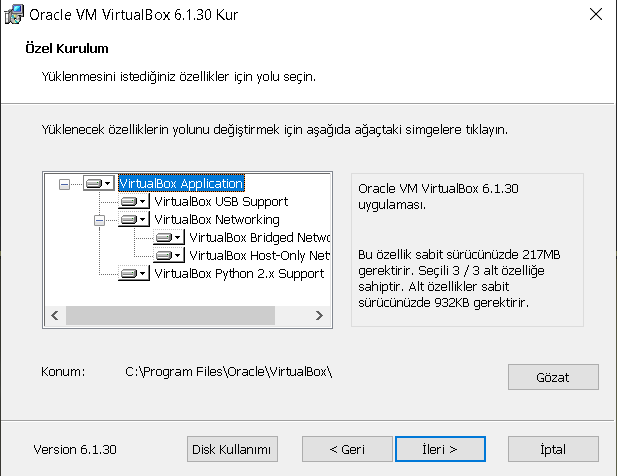 Oracle VM VirtualBox 6.1.30 Kur
Özel Kurulum
Yüklenmesini istediğiniz özellikler için yolu seçin.
Yüklenecek özelliklerin yolunu değiştirmek için aşağıda ağaçtaki simgelere tıklayın.
VirtualBox Application
VirtualBox USB Support
VirtualBox Networking
VirtualBox Bridged Netwo
VirtualBox Host-Only Net
VirtualBox Python 2.x Support
Oracle VM VirtualBox 6.1.30
uygulaması.
Bu özellik sabit sürücünüzde 217MB
gerektirir. Seçili 3 / 3 alt özelliğe
sahiptir. Alt özellikler sabit
sürücünüzde 932KB gerektirir.
Konum: C:\Program Files\Oracle\VirtualBox\
Gözat
Version 6.1.30 Disk Kullanımı < Geri İleri > İptal